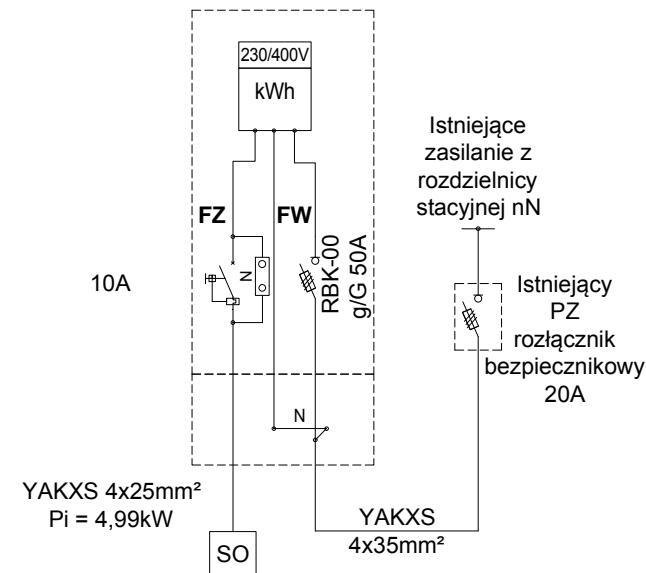 230/400V
kWh
Istniejące
zasilanie z
rozdzielnicy
stacyjnej nN
FZ
FW
N
RBK-00
g/G 50A
10A
Istniejący
PZ
rozłącznik
bezpiecznikowy
20A
N
YAKXS 4x25mm²
Pi = 4,99kW
YAKXS
4x35mm²
SO